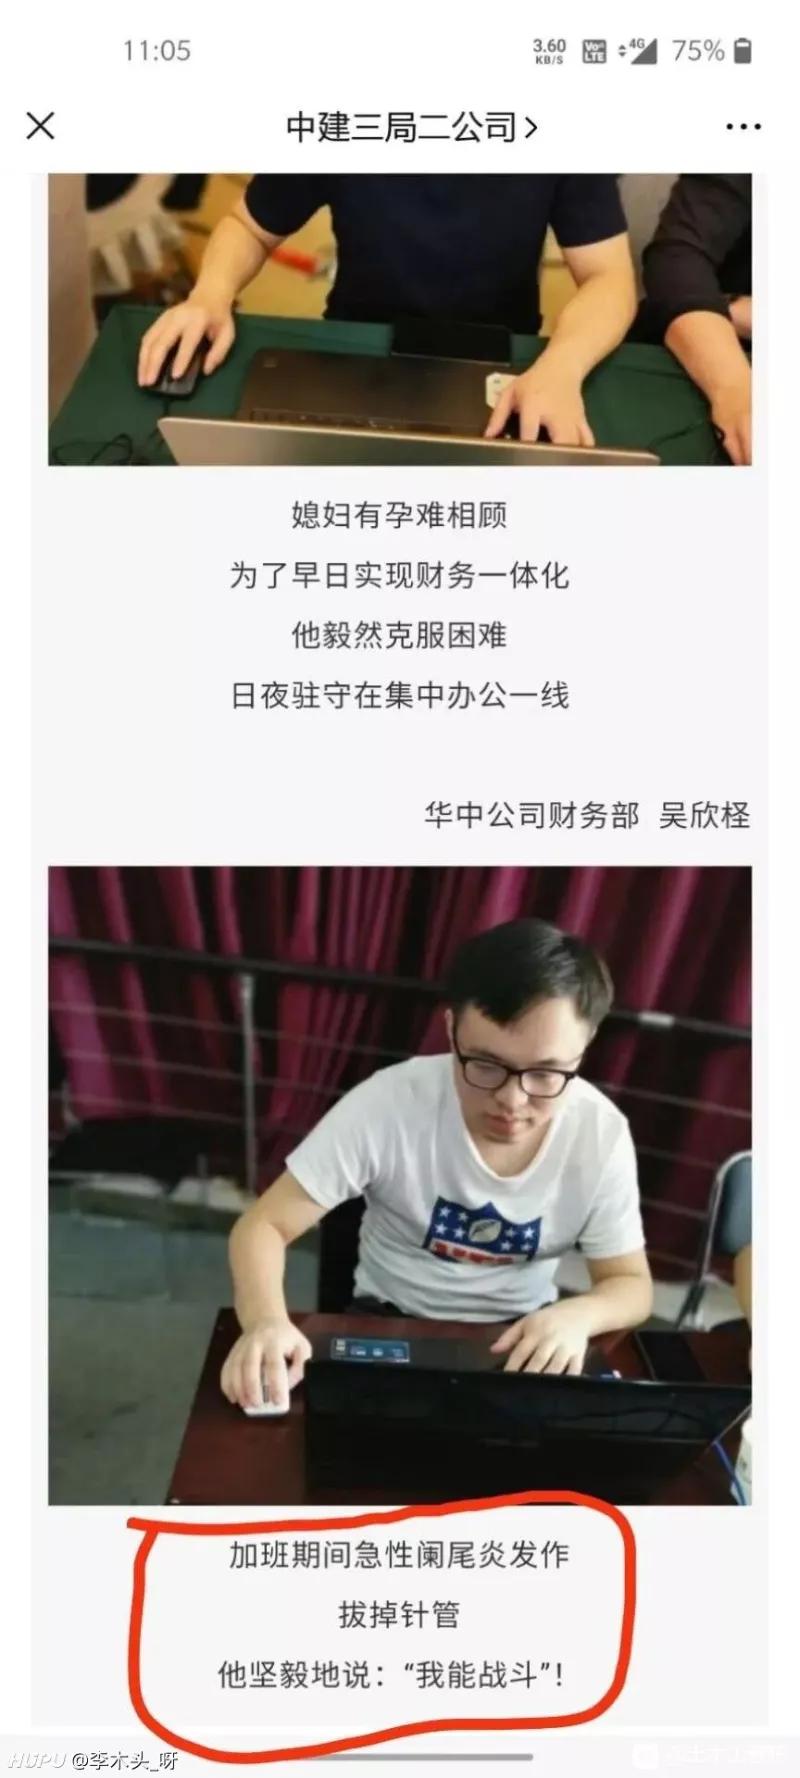 11:05
3.60
KB/S
Vo
LTE
4G
75%
中建三局二公司
媳妇有孕难相顾
为了早日实现财务一体化
他毅然克服困难
日夜驻守在集中办公一线
华中公司财务部 吴欣柽
加班期间急性阑尾炎发作
拔掉针管
他坚毅地说：“我能战斗”！
HUPU @李木头_呀